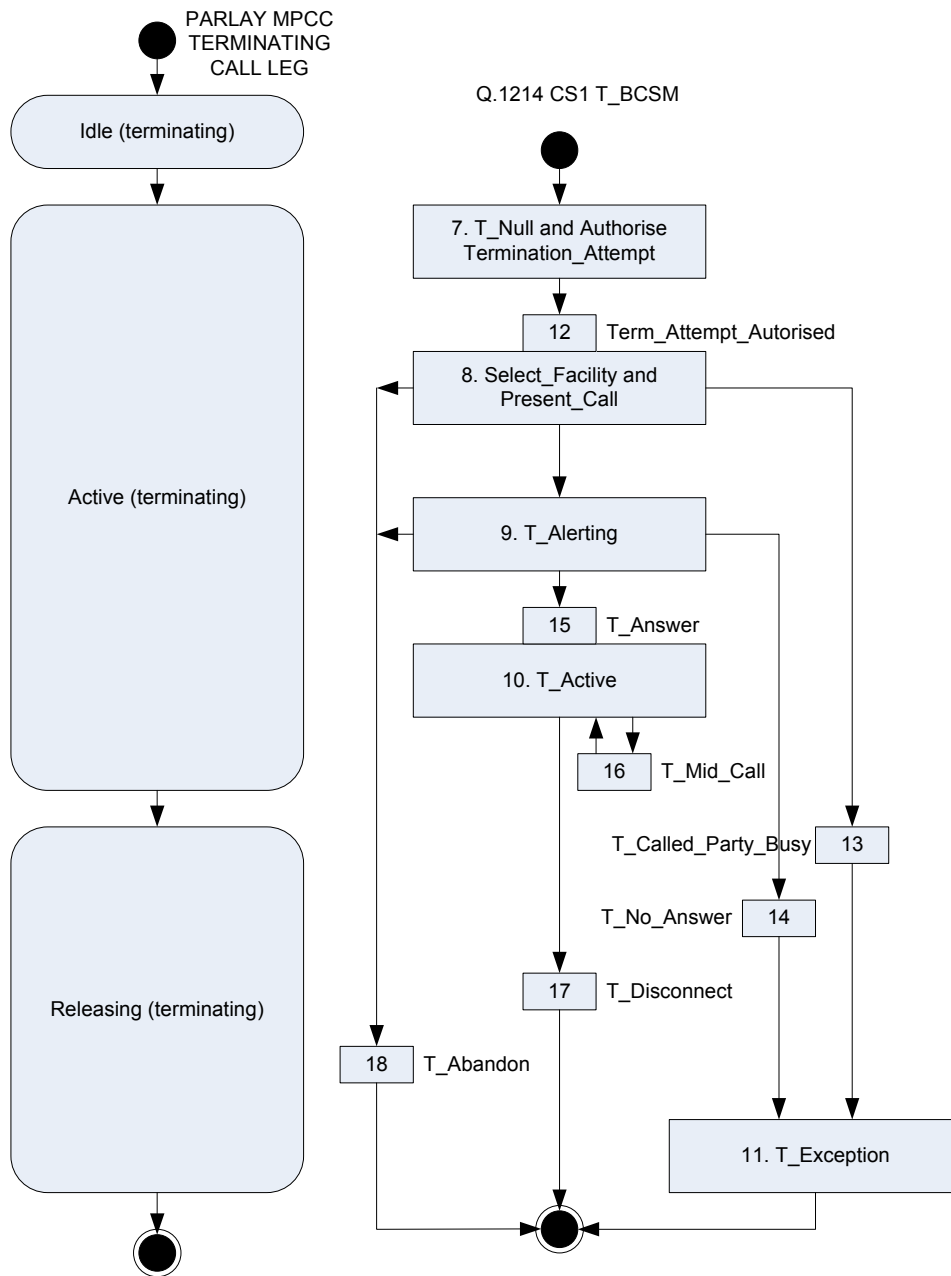 PARLAY MPCC
TERMINATING
CALL LEG
Idle (terminating)
Active (terminating)
Releasing (terminating)
Q.1214 CS1 T_BCSM
7. T_Null and Authorise
Termination_Attempt
12
Term_Attempt_Autorised
8. Select_Facility and
Present_Call
9. T_Alerting
15
T_Answer
10. T_Active
16
T_Mid_Call
T_Called_Party_Busy
13
T_No_Answer
14
17
T_Disconnect
18
T_Abandon
11. T_Exception